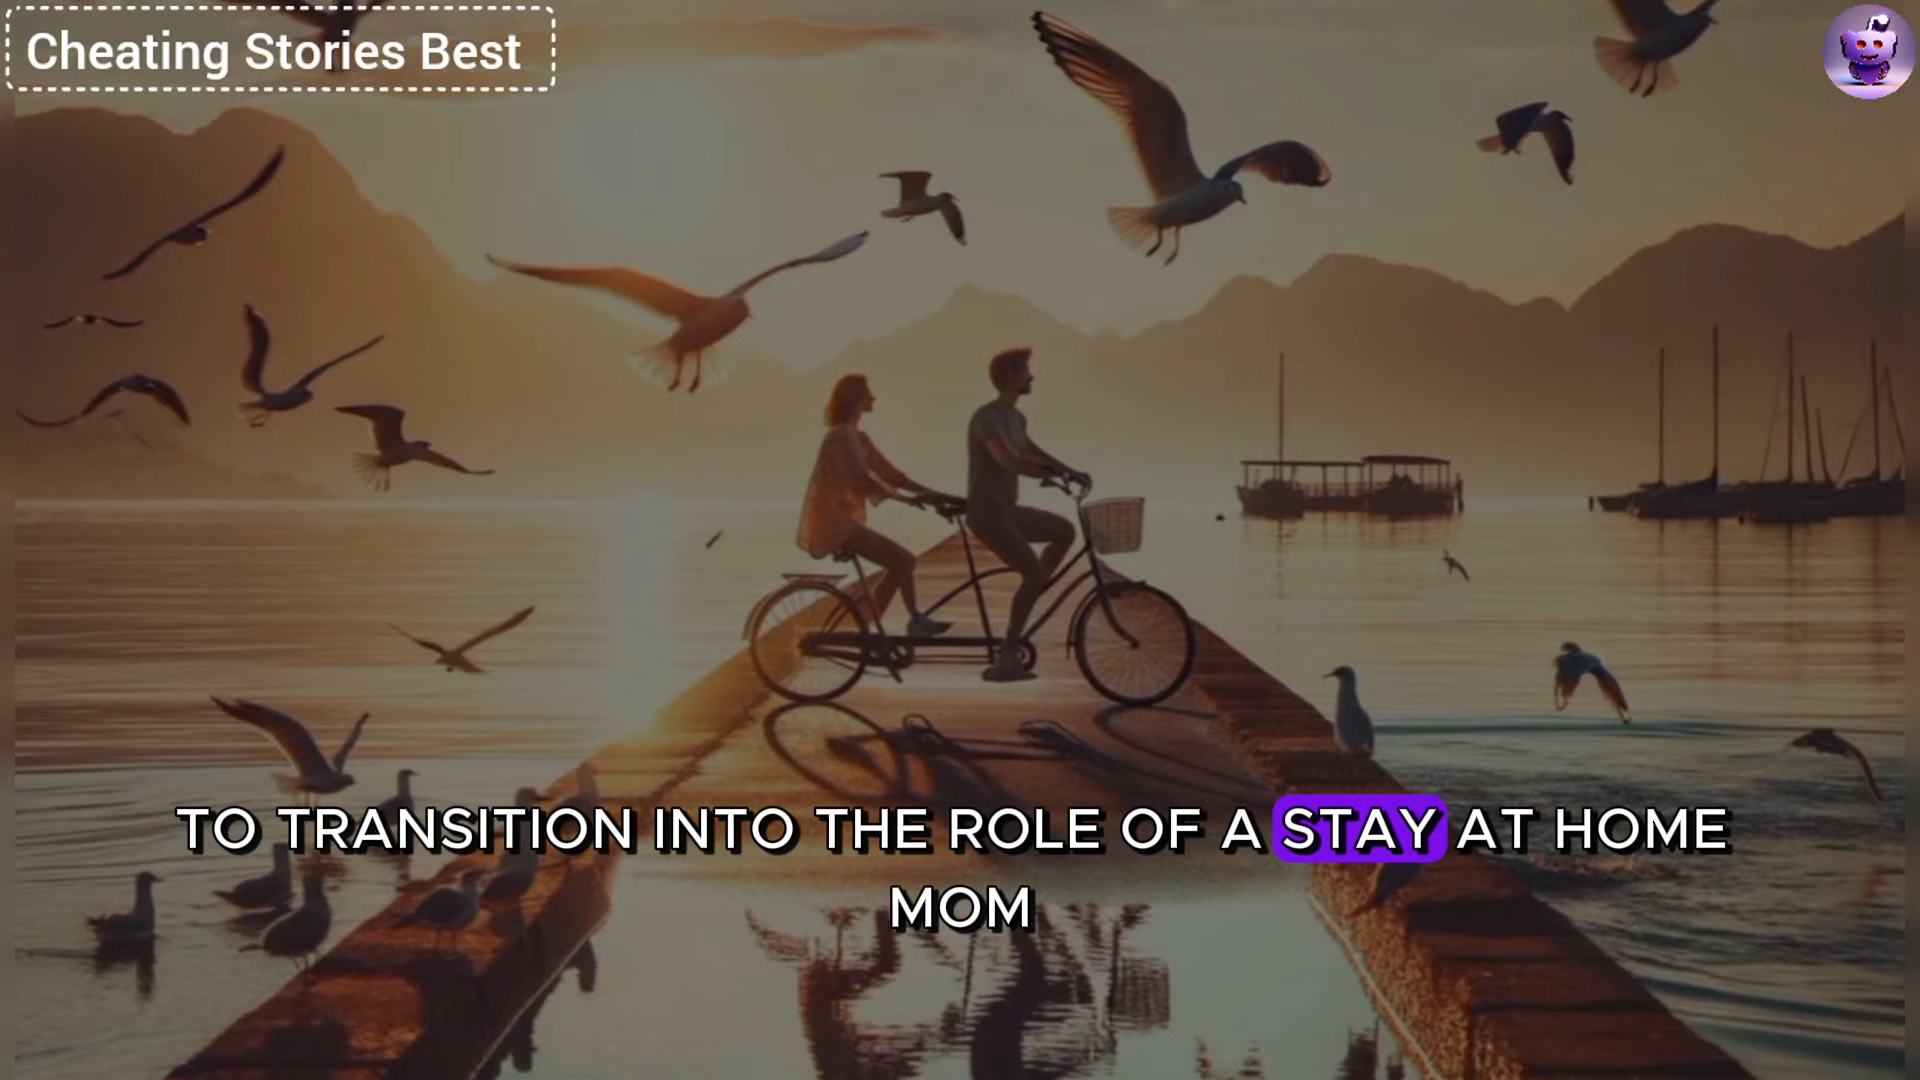 Cheating Stories Best
TO TRANSITION INTO THE ROLE OF A STAY AT HOME
MOM